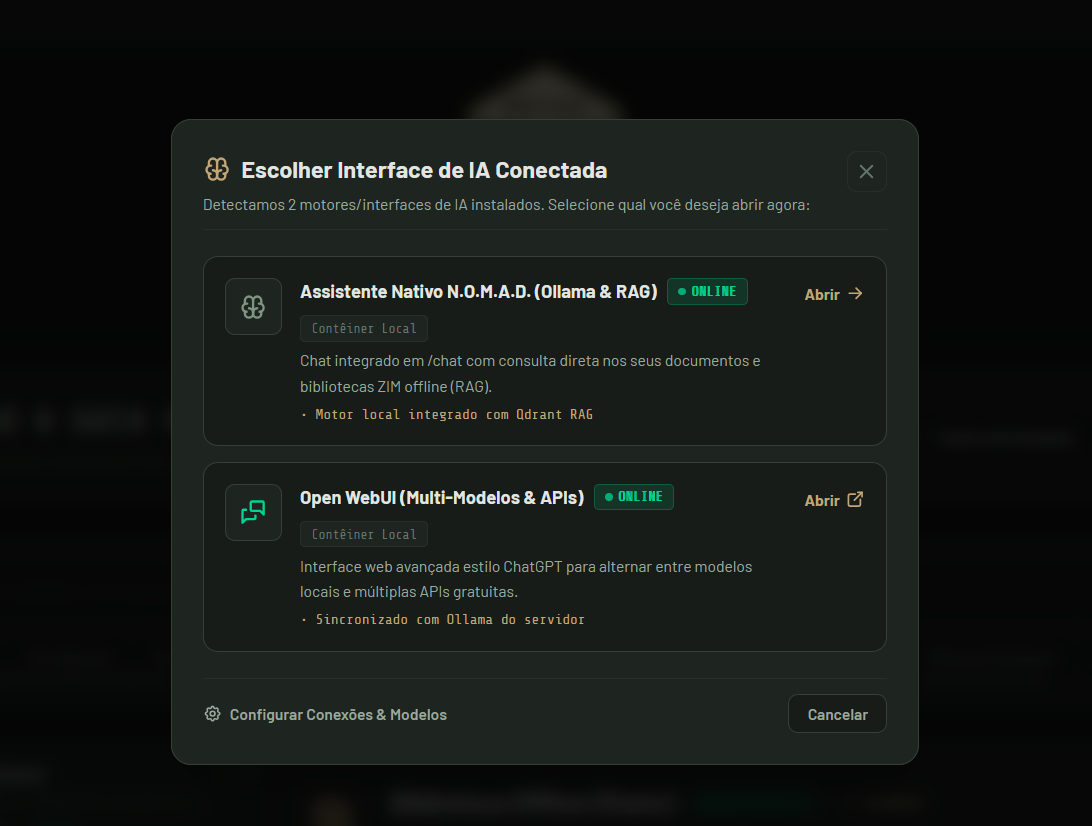 Escolher Interface de IA Conectada
Detectamos 2 motores/interfaces de IA instalados. Selecione qual você deseja abrir agora:
Assistente Nativo N.O.M.A.D. (Ollama & RAG)
ONLINE
Abrir
Contêiner Local
Chat integrado em /chat com consulta direta nos seus documentos e
bibliotecas ZIM offline (RAG).
· Motor local integrado com Qdrant RAG
Open WebUI (Multi-Modelos & APIs)
ONLINE
Abrir
Contêiner Local
Interface web avançada estilo ChatGPT para alternar entre modelos
locais e múltiplas APIs gratuitas.
· Sincronizado com Ollama do servidor
Configurar Conexões & Modelos
Cancelar